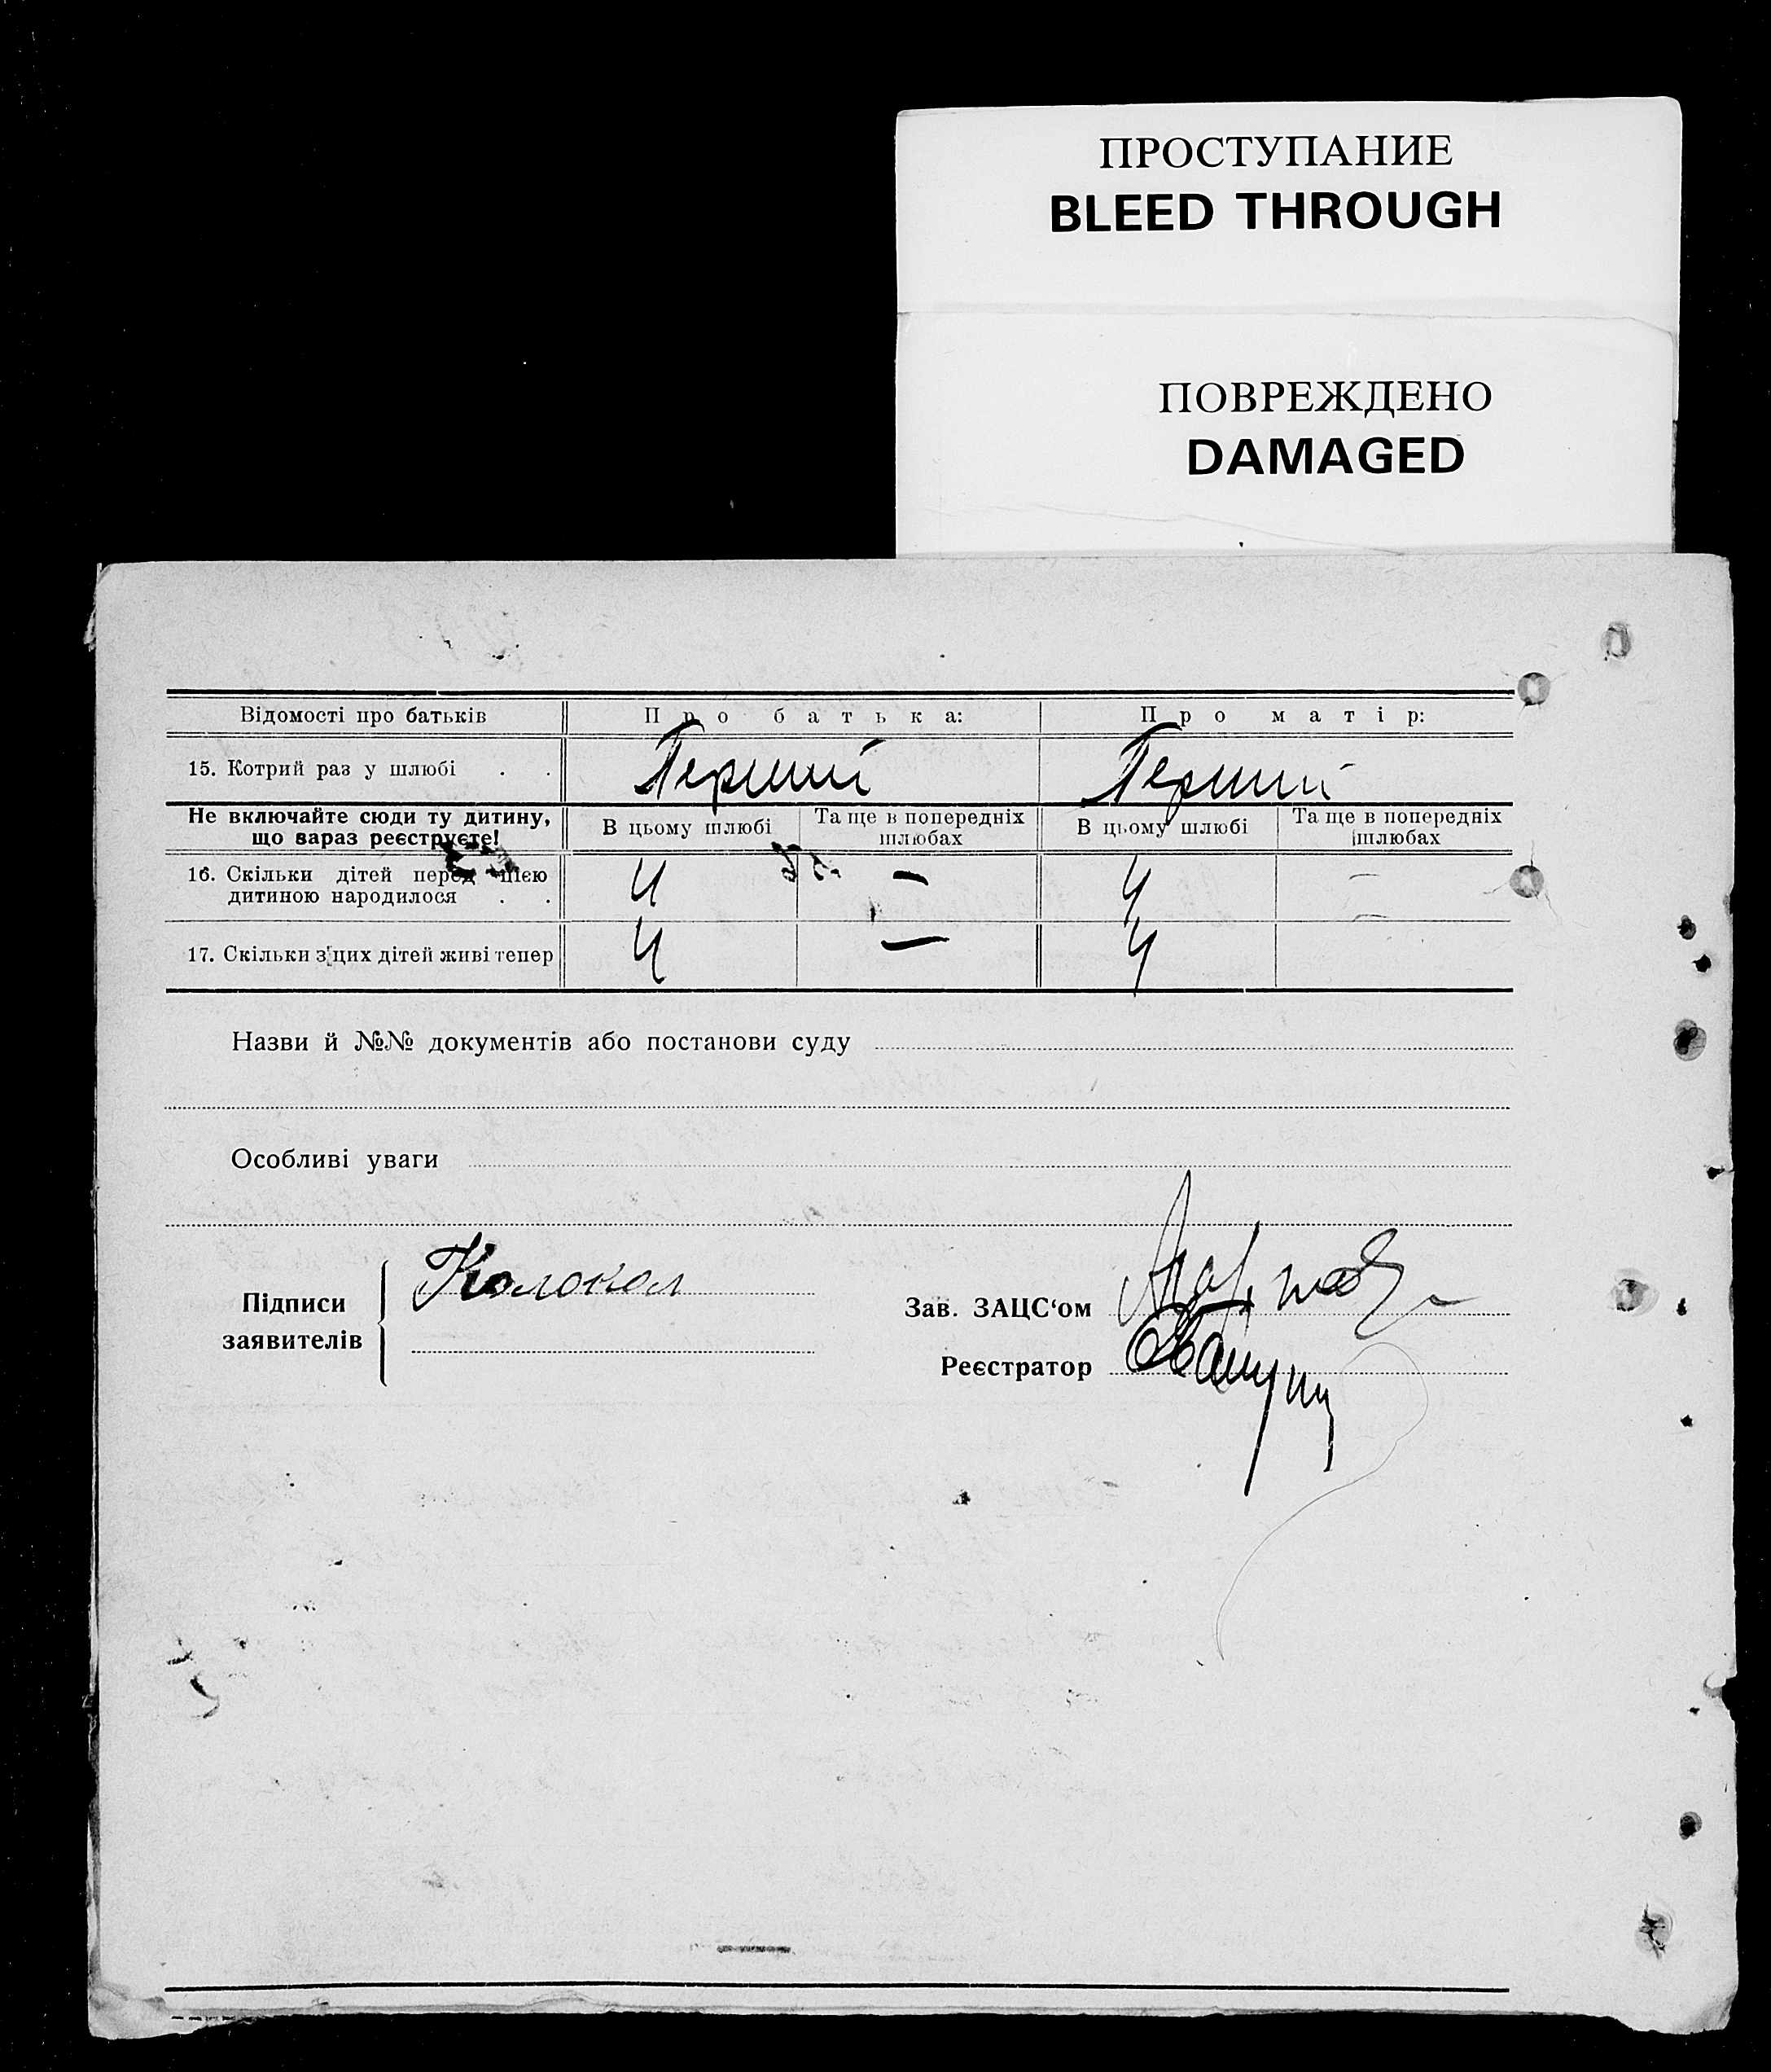 ПРОСТУПАНИЕ
BLEED THROUGH
ПОВРЕЖДЕНО
DAMAGED
Відомості про батьків Про батька: Про матір:
15. Котрий раз у шлюбі . . Перший Перший
Не включайте сюди ту дитину, що зараз реєструєте! В цьому шлюбі Та ще в попередніх шлюбах В цьому шлюбі Та ще в попередніх шлюбах
16. Скільки дітей перед цією
дитиною народилося . . 4 — 4 —
17. Скільки з цих дітей живі тепер 4 — 4
Назви й №№ документів або постанови суду
Особливі уваги
Підписи
заявителів
Колокол
Зав. ЗАЦС‘ом
Реєстратор